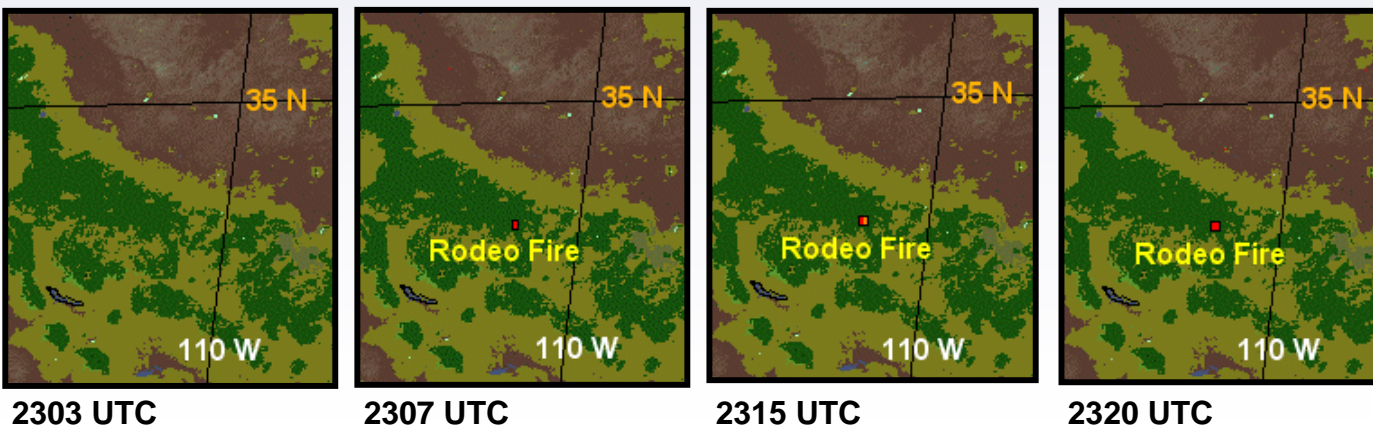 35 N
110 W
2303 UTC
35 N
Rodeo Fire
110 W
2307 UTC
35 N
Rodeo Fire
110 W
2315 UTC
35 N
Rodeo Fire
110 W
2320 UTC